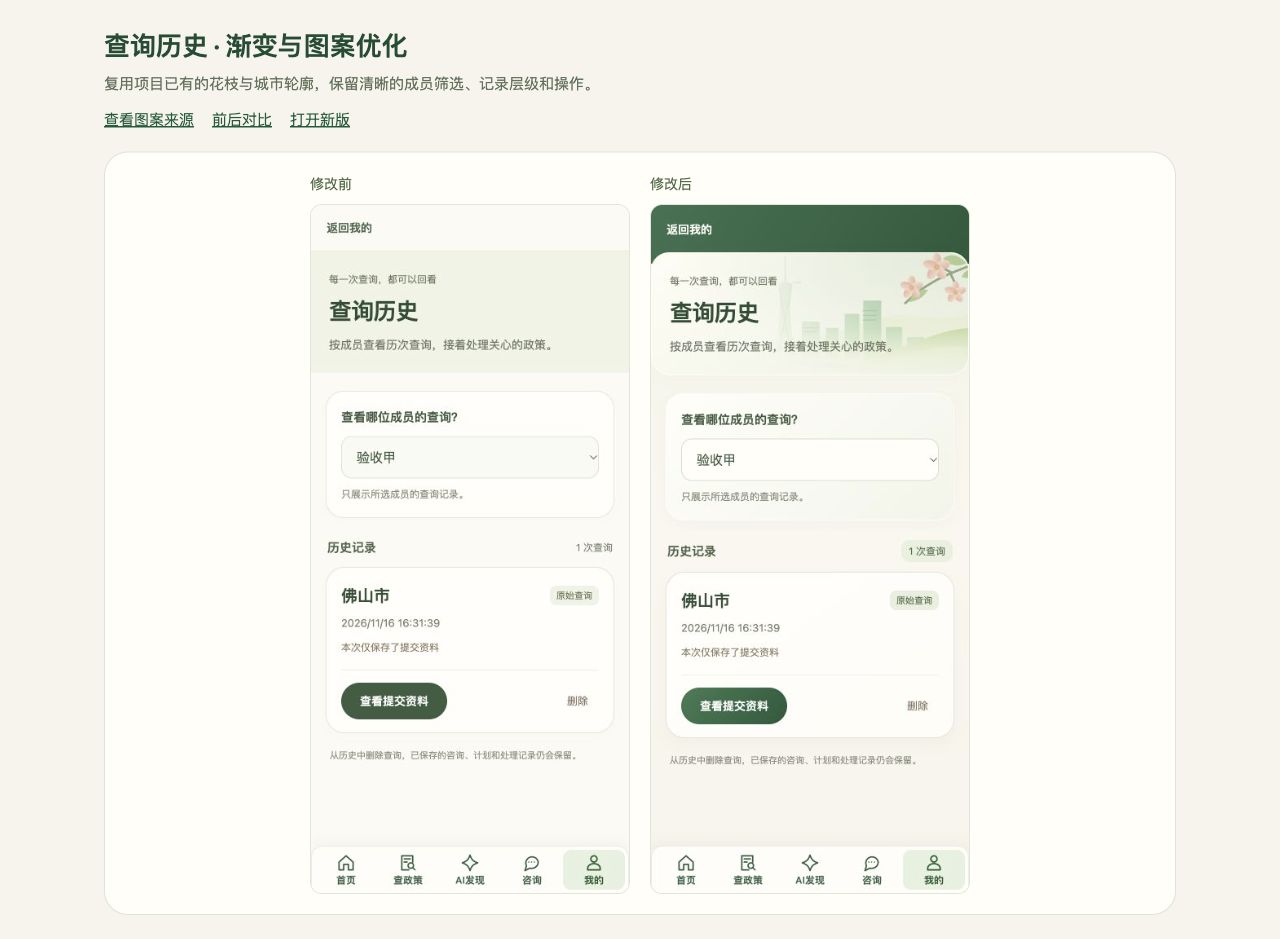 查询历史 · 渐变与图案优化
复用项目已有的花枝与城市轮廓，保留清晰的成员筛选、记录层级和操作。
查看图案来源 前后对比 打开新版
修改前
返回我的
每一次查询，都可以回看
查询历史
按成员查看历次查询，接着处理关心的政策。
查看哪位成员的查询?
验收甲
只展示所选成员的查询记录。
历史记录 1 次查询
佛山市 原始查询
2026/11/16 16:31:39
本次仅保存了提交资料
查看提交资料 删除
从历史中删除查询，已保存的咨询、计划和处理记录仍会保留。
首页 查政策 AI发现 咨询 我的
修改后
返回我的
每一次查询，都可以回看
查询历史
按成员查看历次查询，接着处理关心的政策。
查看哪位成员的查询?
验收甲
只展示所选成员的查询记录。
历史记录 1 次查询
佛山市 原始查询
2026/11/16 16:31:39
本次仅保存了提交资料
查看提交资料 删除
从历史中删除查询，已保存的咨询、计划和处理记录仍会保留。
首页 查政策 AI发现 咨询 我的